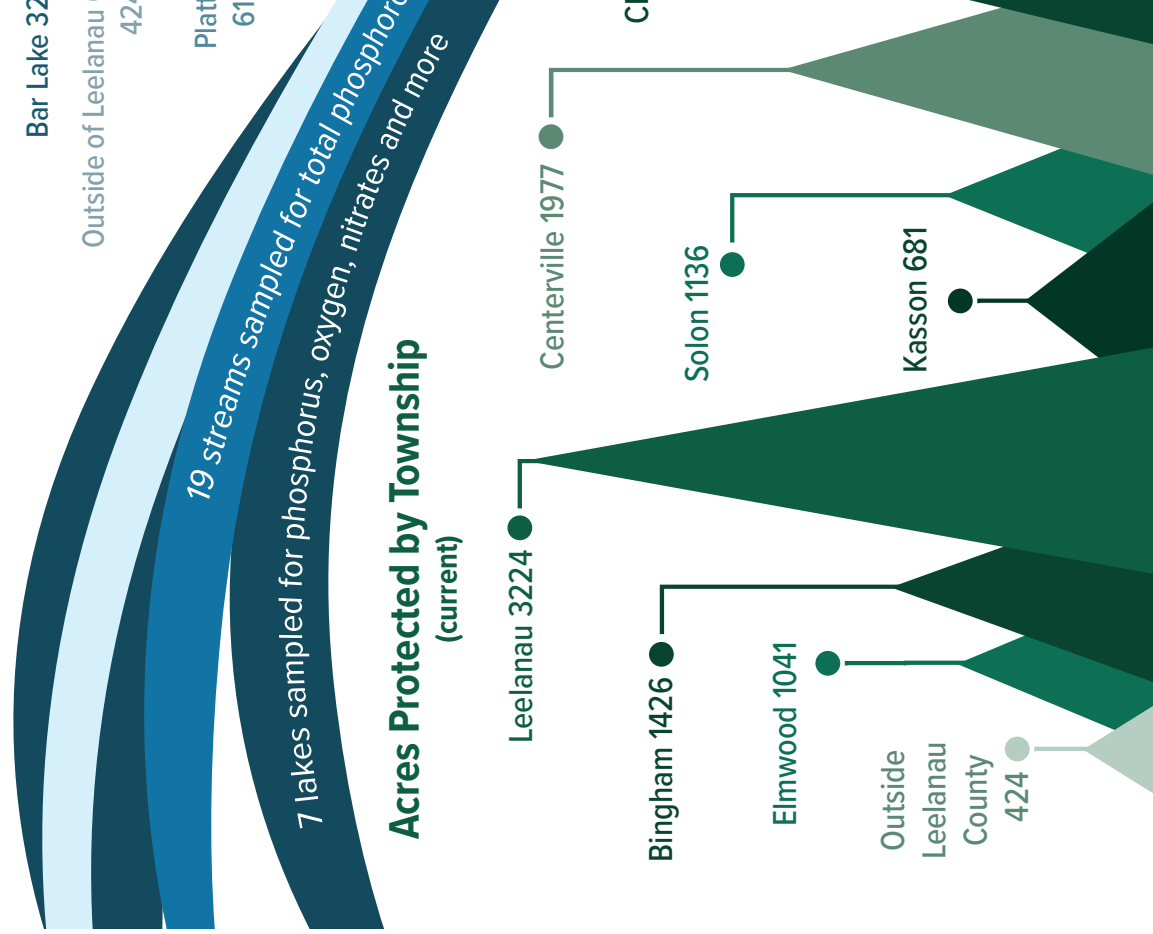 Bar Lake 32
Outside of Leelanau
424
Platt
61
19 streams sampled for total phosphoro
7 lakes sampled for phosphorus, oxygen, nitrates and more
Acres Protected by Township
(current)
Leelanau 3224
Centerville 1977
Bingham 1426
Solon 1136
Elmwood 1041
Kasson 681
Outside
Leelanau
County
424